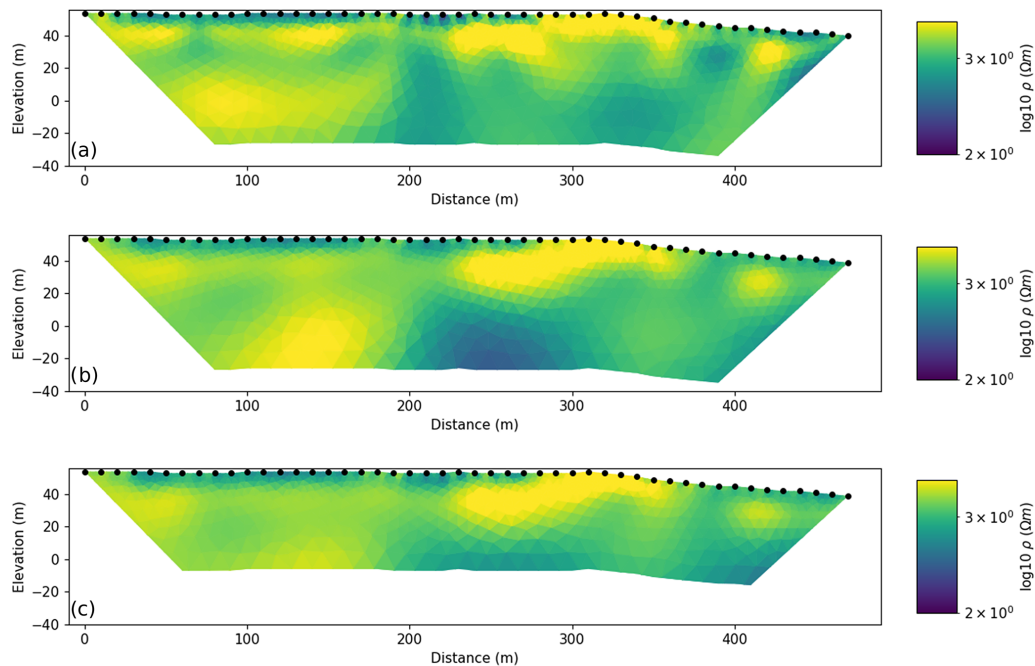 40
20
0
−20
−40
Elevation (m)
(a)
0 100 200 300 400
Distance (m)
3 × 10⁰
2 × 10⁰
log10 ρ (Ωm)
40
20
0
−20
−40
Elevation (m)
(b)
0 100 200 300 400
Distance (m)
3 × 10⁰
2 × 10⁰
log10 ρ (Ωm)
40
20
0
−20
−40
Elevation (m)
(c)
0 100 200 300 400
Distance (m)
3 × 10⁰
2 × 10⁰
log10 ρ (Ωm)